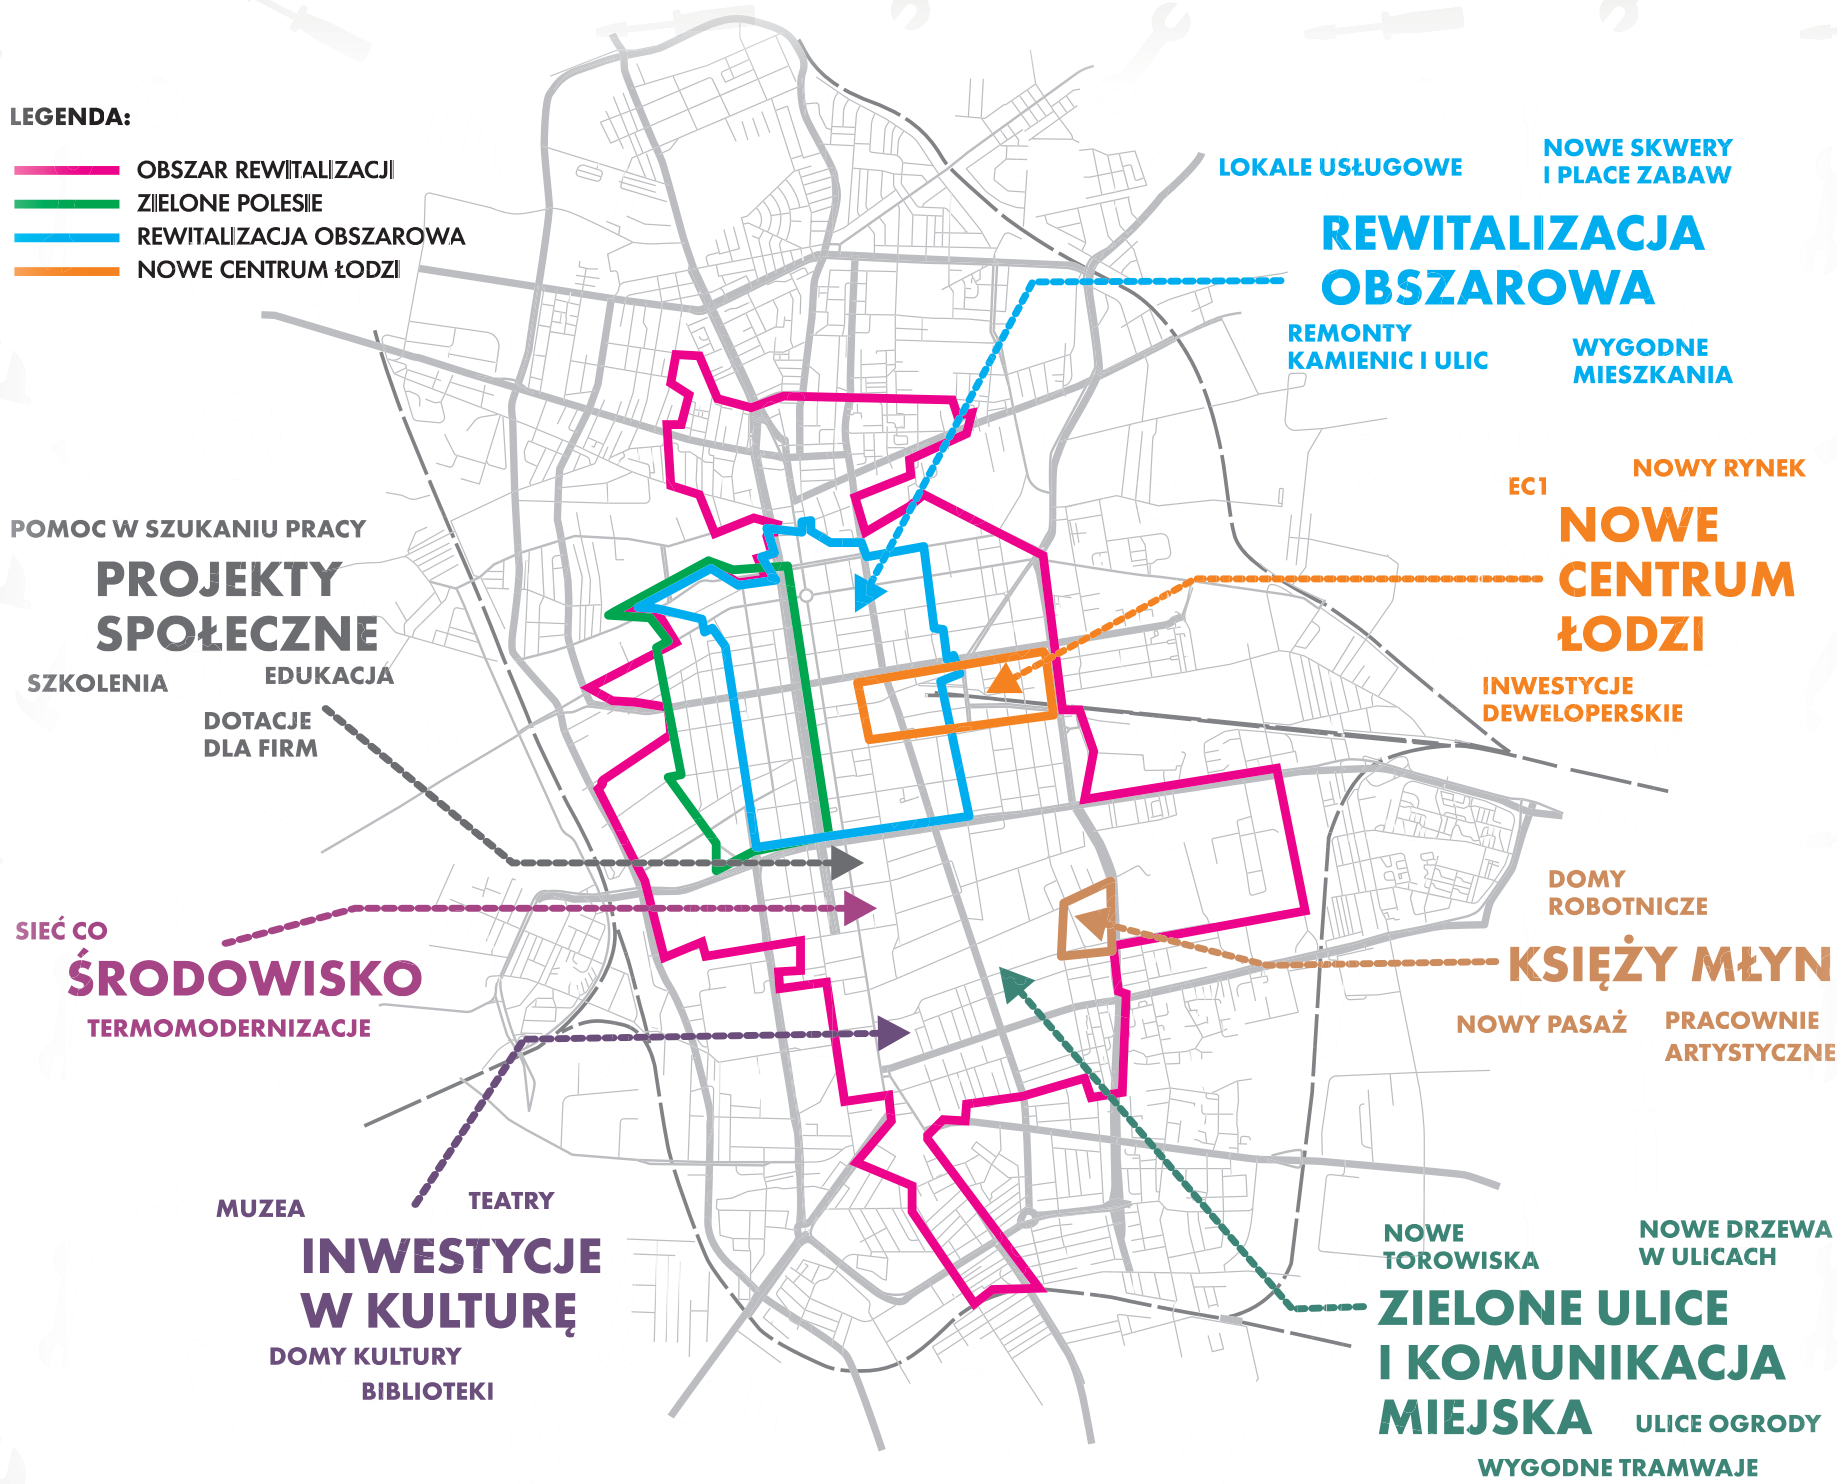 LEGENDA:
OBSZAR REWITALIZACJI
ZIELONE POLESIE
REWITALIZACJA OBSZAROWA
NOWE CENTRUM ŁODZI
LOKALE USŁUGOWE
NOWE SKWERY
I PLACE ZABAW
REWITALIZACJA
OBSZAROWA
REMONTY
KAMIENIC I ULIC
WYGODNE
MIESZKANIA
EC1
NOWY RYNEK
NOWE
CENTRUM
ŁODZI
INWESTYCJE
DEWELOPERSKIE
POMOC W SZUKANIU PRACY
PROJEKTY
SPOŁECZNE
SZKOLENIA
EDUKACJA
DOTACJE
DLA FIRM
DOMY
ROBOTNICZE
KSIĘŻY MŁYN
NOWY PASAŻ
PRACOWNIE
ARTYSTYCZNE
SIEĆ CO
ŚRODOWISKO
TERMOMODERNIZACJE
MUZEA
TEATRY
INWESTYCJE
W KULTURĘ
DOMY KULTURY
BIBLIOTEKI
NOWE
TOROWISKA
NOWE DRZEWA
W ULICACH
ZIELONE ULICE
I KOMUNIKACJA
MIEJSKA
ULICE OGRODY
WYGODNE TRAMWAJE